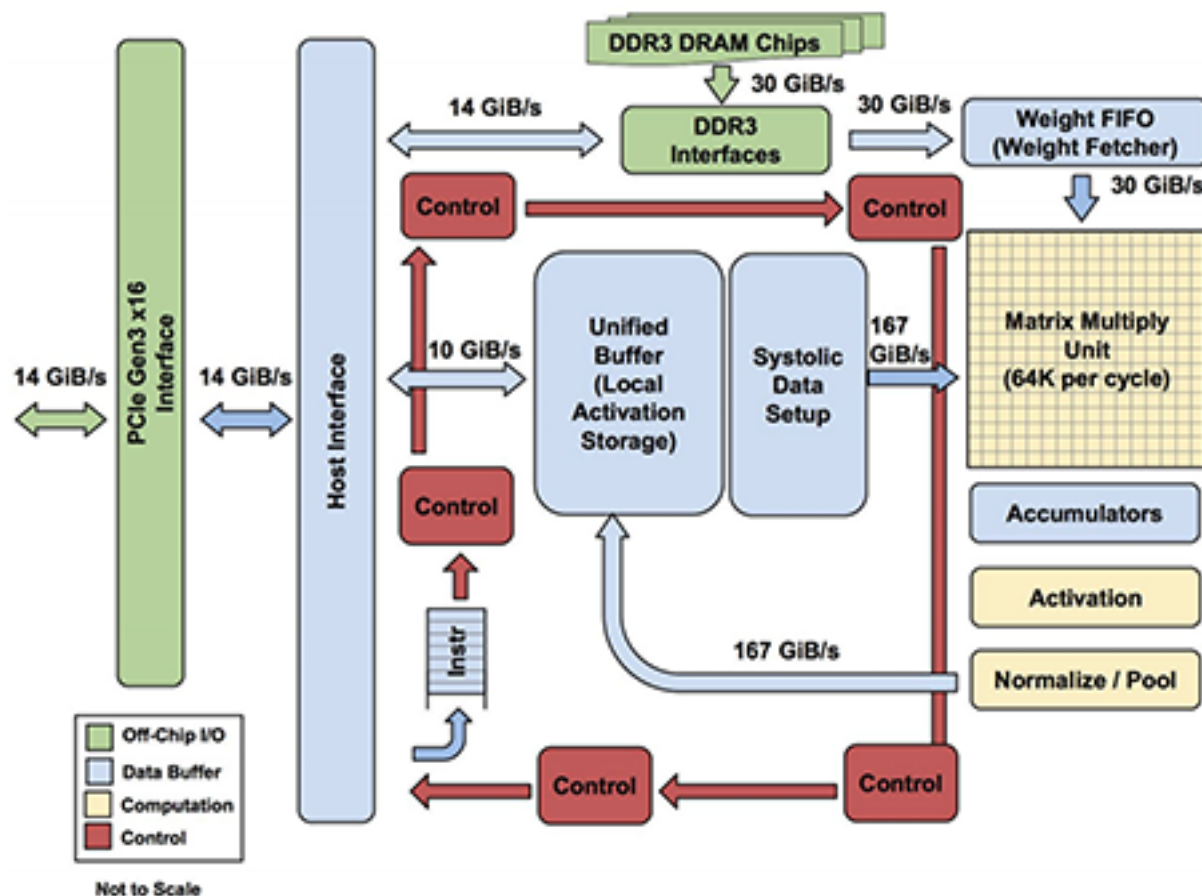 DDR3 DRAM Chips
30 GiB/s
14 GiB/s
30 GiB/s
DDR3
Interfaces
Weight FIFO
(Weight Fetcher)
30 GiB/s
Control
Control
PCIe Gen3 x16
Interface
Host Interface
14 GiB/s
14 GiB/s
10 GiB/s
Unified
Buffer
(Local
Activation
Storage)
Systolic
Data
Setup
167
GiB/s
Matrix Multiply
Unit
(64K per cycle)
Control
Accumulators
Activation
Instr
167 GiB/s
Normalize / Pool
Off-Chip I/O
Data Buffer
Computation
Control
Control
Control
Not to Scale